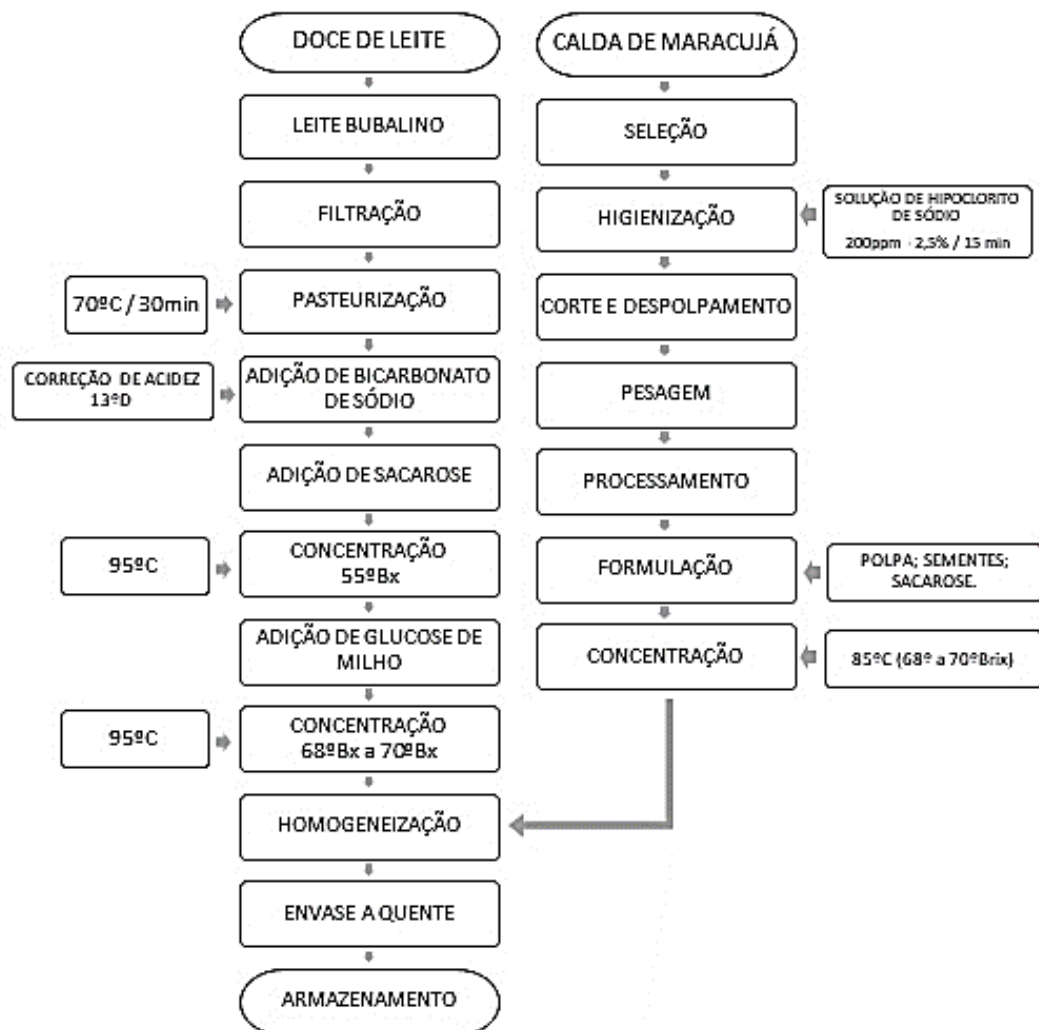 DOCE DE LEITE
LEITE BUBALINO
FILTRAÇÃO
70ºC / 30min
PASTEURIZAÇÃO
CORREÇÃO DE ACIDEZ
13ºD
ADIÇÃO DE BICARBONATO
DE SÓDIO
ADIÇÃO DE SACAROSE
95ºC
CONCENTRAÇÃO
55ºBx
ADIÇÃO DE GLUCOSE DE
MILHO
95ºC
CONCENTRAÇÃO
68ºBx a 70ºBx
HOMOGENEIZAÇÃO
ENVASE A QUENTE
ARMAZENAMENTO
CALDA DE MARACUJÁ
SELEÇÃO
HIGIENIZAÇÃO
SOLUÇÃO DE HIPOCLORITO
DE SÓDIO
200ppm - 2,5% / 15 min
CORTE E DESPOLPAMENTO
PESAGEM
PROCESSAMENTO
FORMULAÇÃO
POLPA; SEMENTES;
SACAROSE.
CONCENTRAÇÃO
85ºC (68º a 70ºBrix)